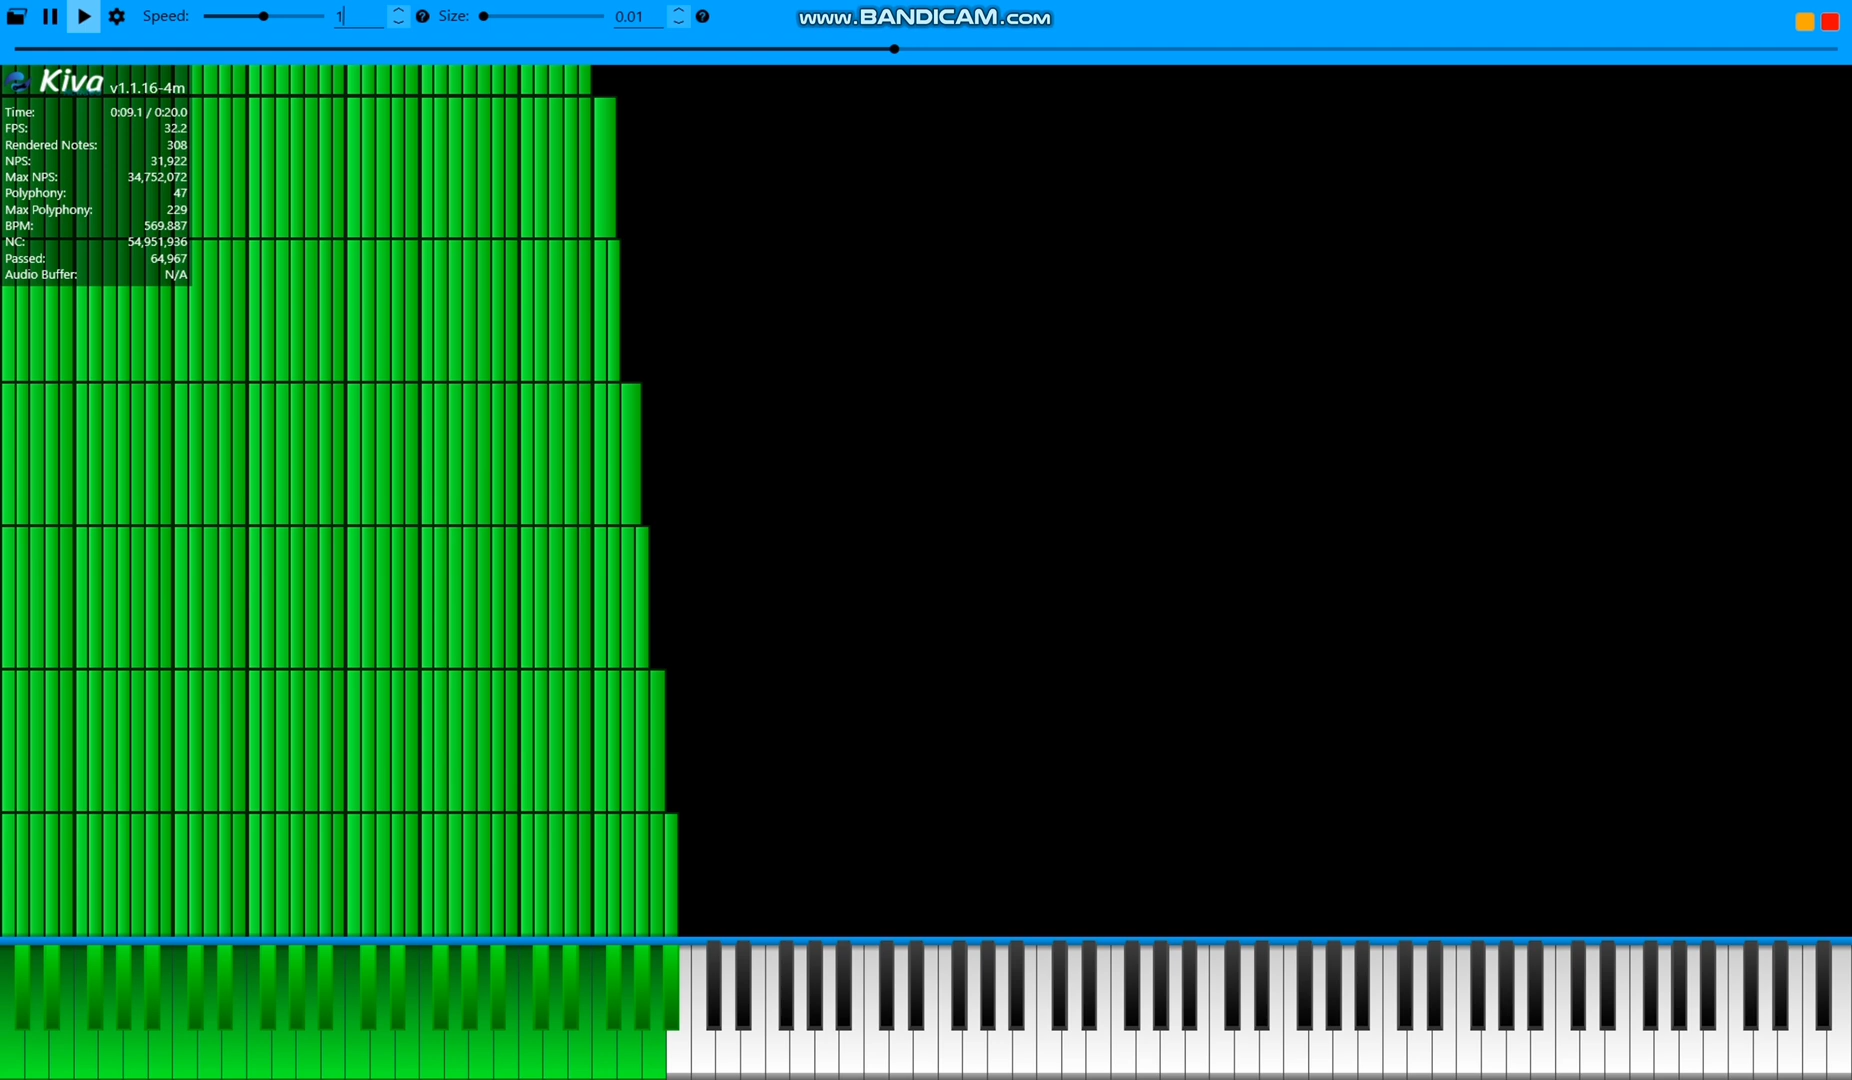 Speed: 1 Size: 0.01 www.BANDICAM.com
Kiva v1.1.16-4m
Time: 0:09.1 / 0:20.0
FPS: 32.2
Rendered Notes: 308
NPS: 31,922
Max NPS: 34,752,072
Polyphony: 47
Max Polyphony: 229
BPM: 569.887
NC: 54,951,936
Passed: 64,967
Audio Buffer: N/A